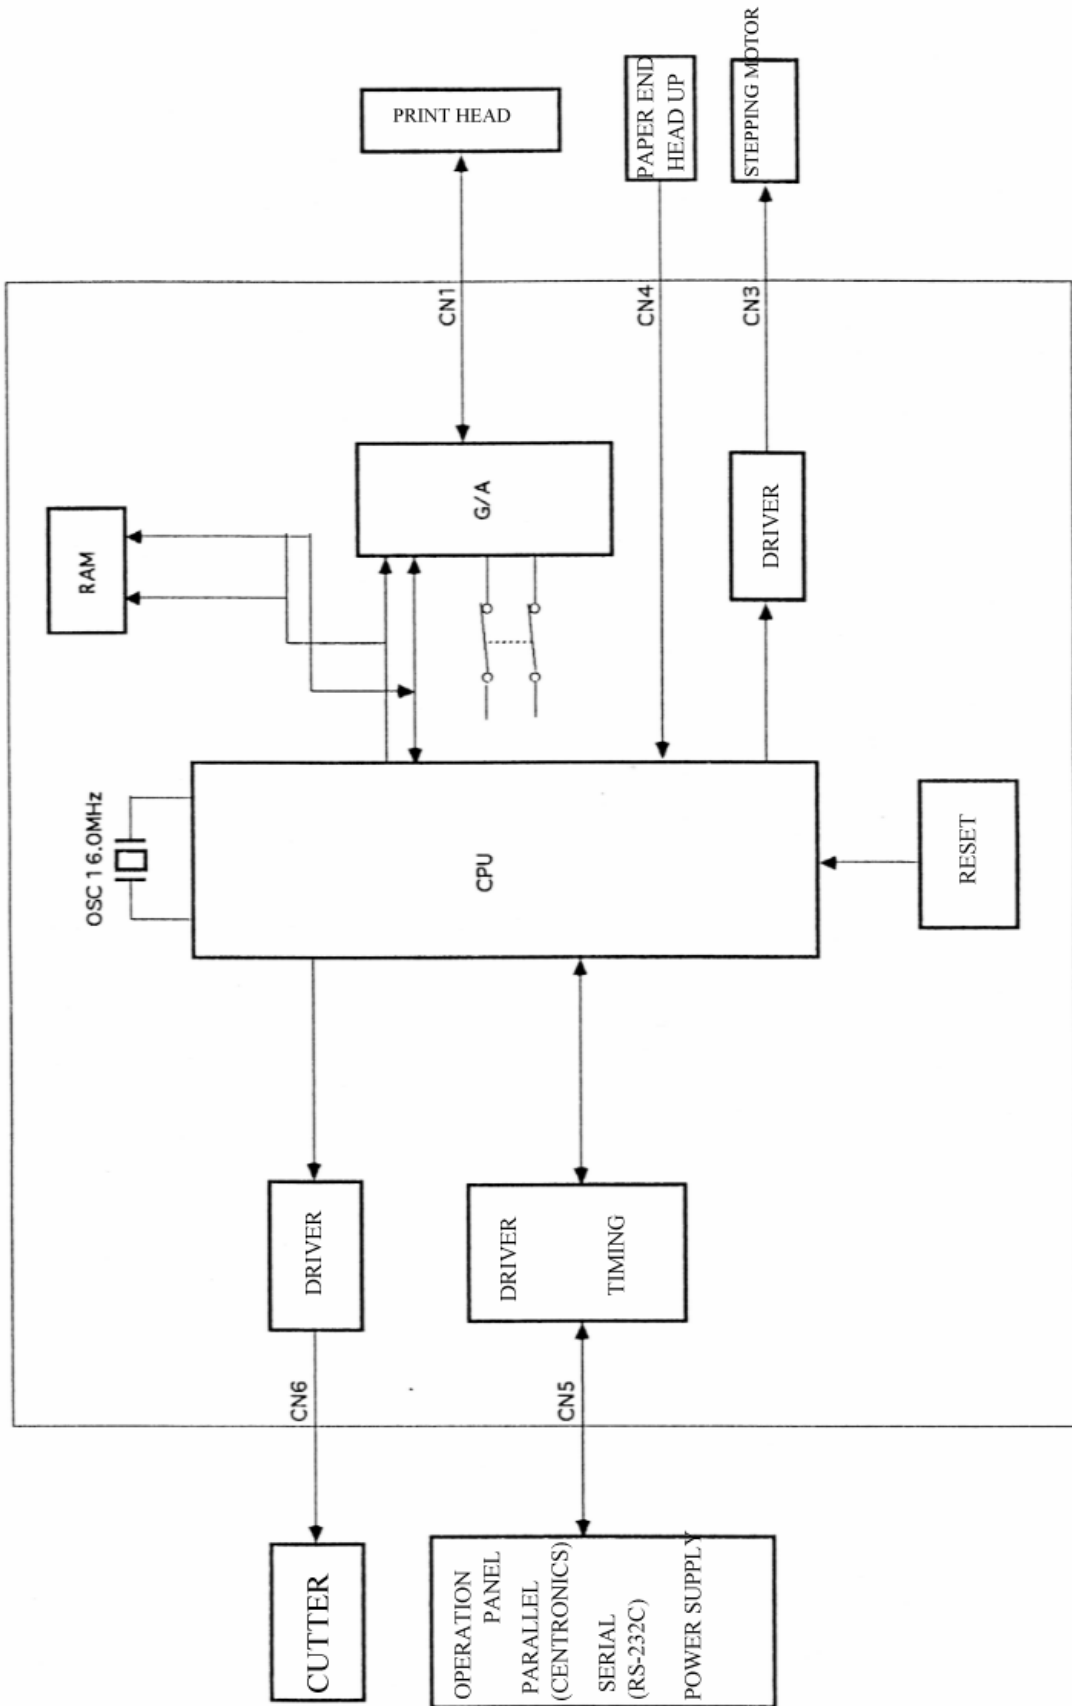 PRINT HEAD
PAPER END
HEAD UP
STEPPING MOTOR
CN1
CN4
CN3
RAM
G/A
DRIVER
OSC 16.0MHz
CPU
RESET
DRIVER
DRIVER
TIMING
CN6
CN5
CUTTER
OPERATION
PANEL
PARALLEL
(CENTRONICS)
SERIAL
(RS-232C)
POWER SUPPLY